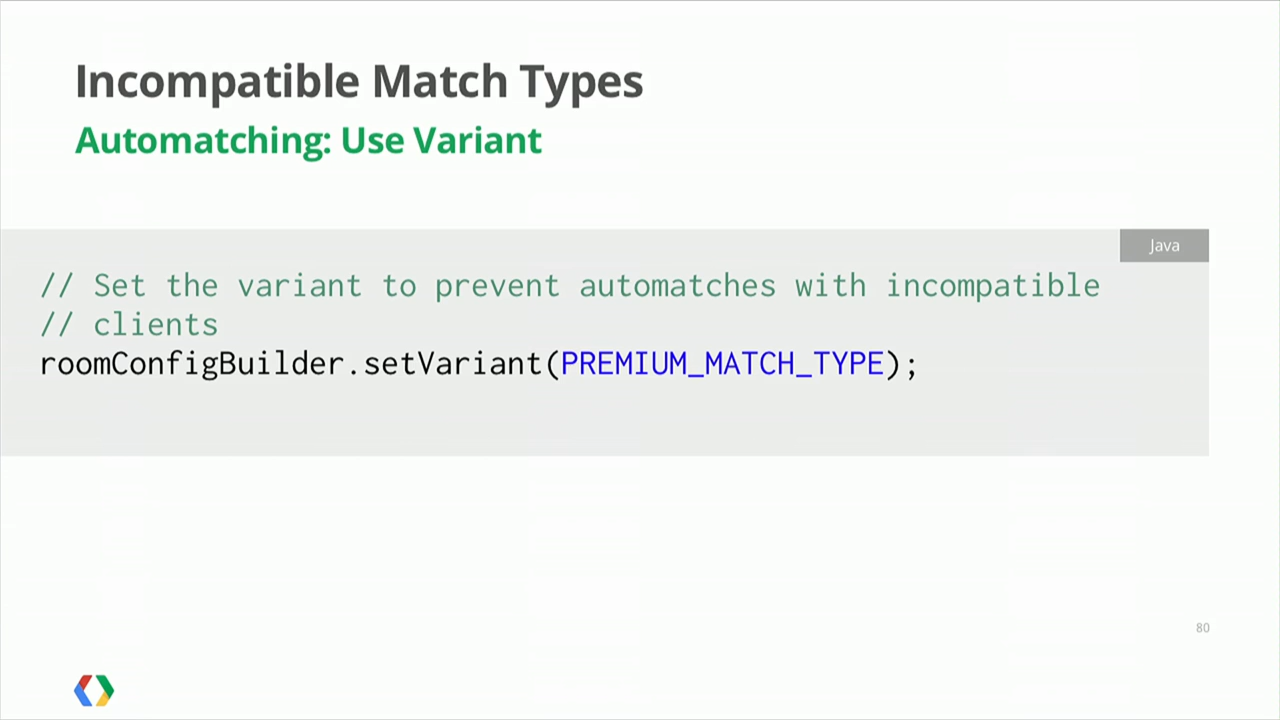 Incompatible Match Types
Automatching: Use Variant
Java
// Set the variant to prevent automatches with incompatible
// clients
roomConfigBuilder.setVariant(PREMIUM_MATCH_TYPE);
80